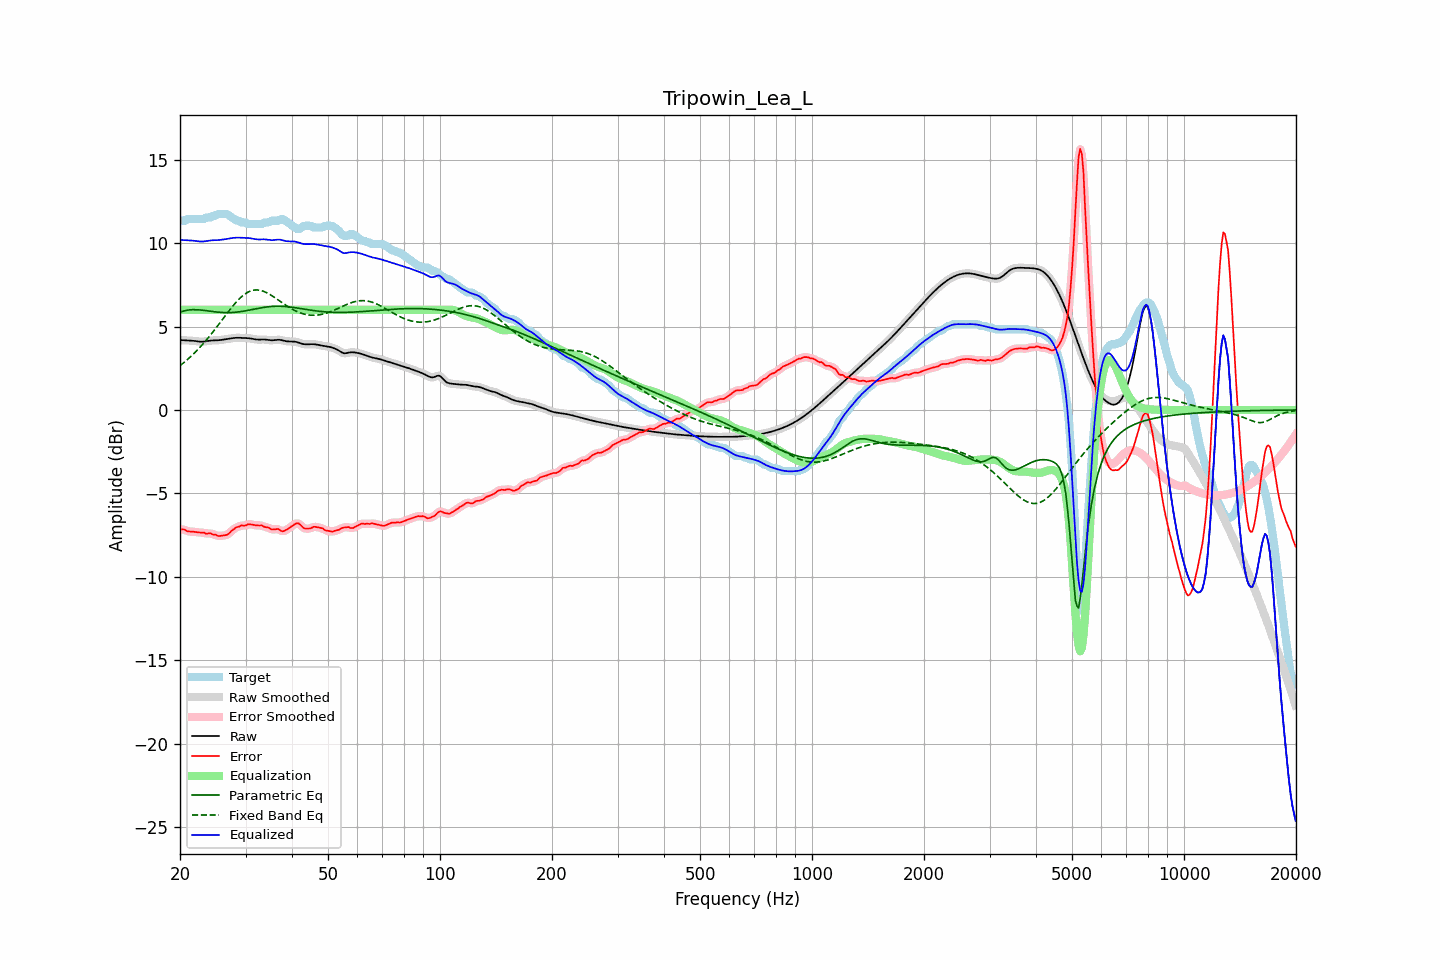 Tripowin_Lea_L
Amplitude (dBr)
15
10
5
0
−5
−10
−15
−20
−25
Target
Raw Smoothed
Error Smoothed
Raw
Error
Equalization
Parametric Eq
Fixed Band Eq
Equalized
20 50 100 200 500 1000 2000 5000 10000 20000
Frequency (Hz)